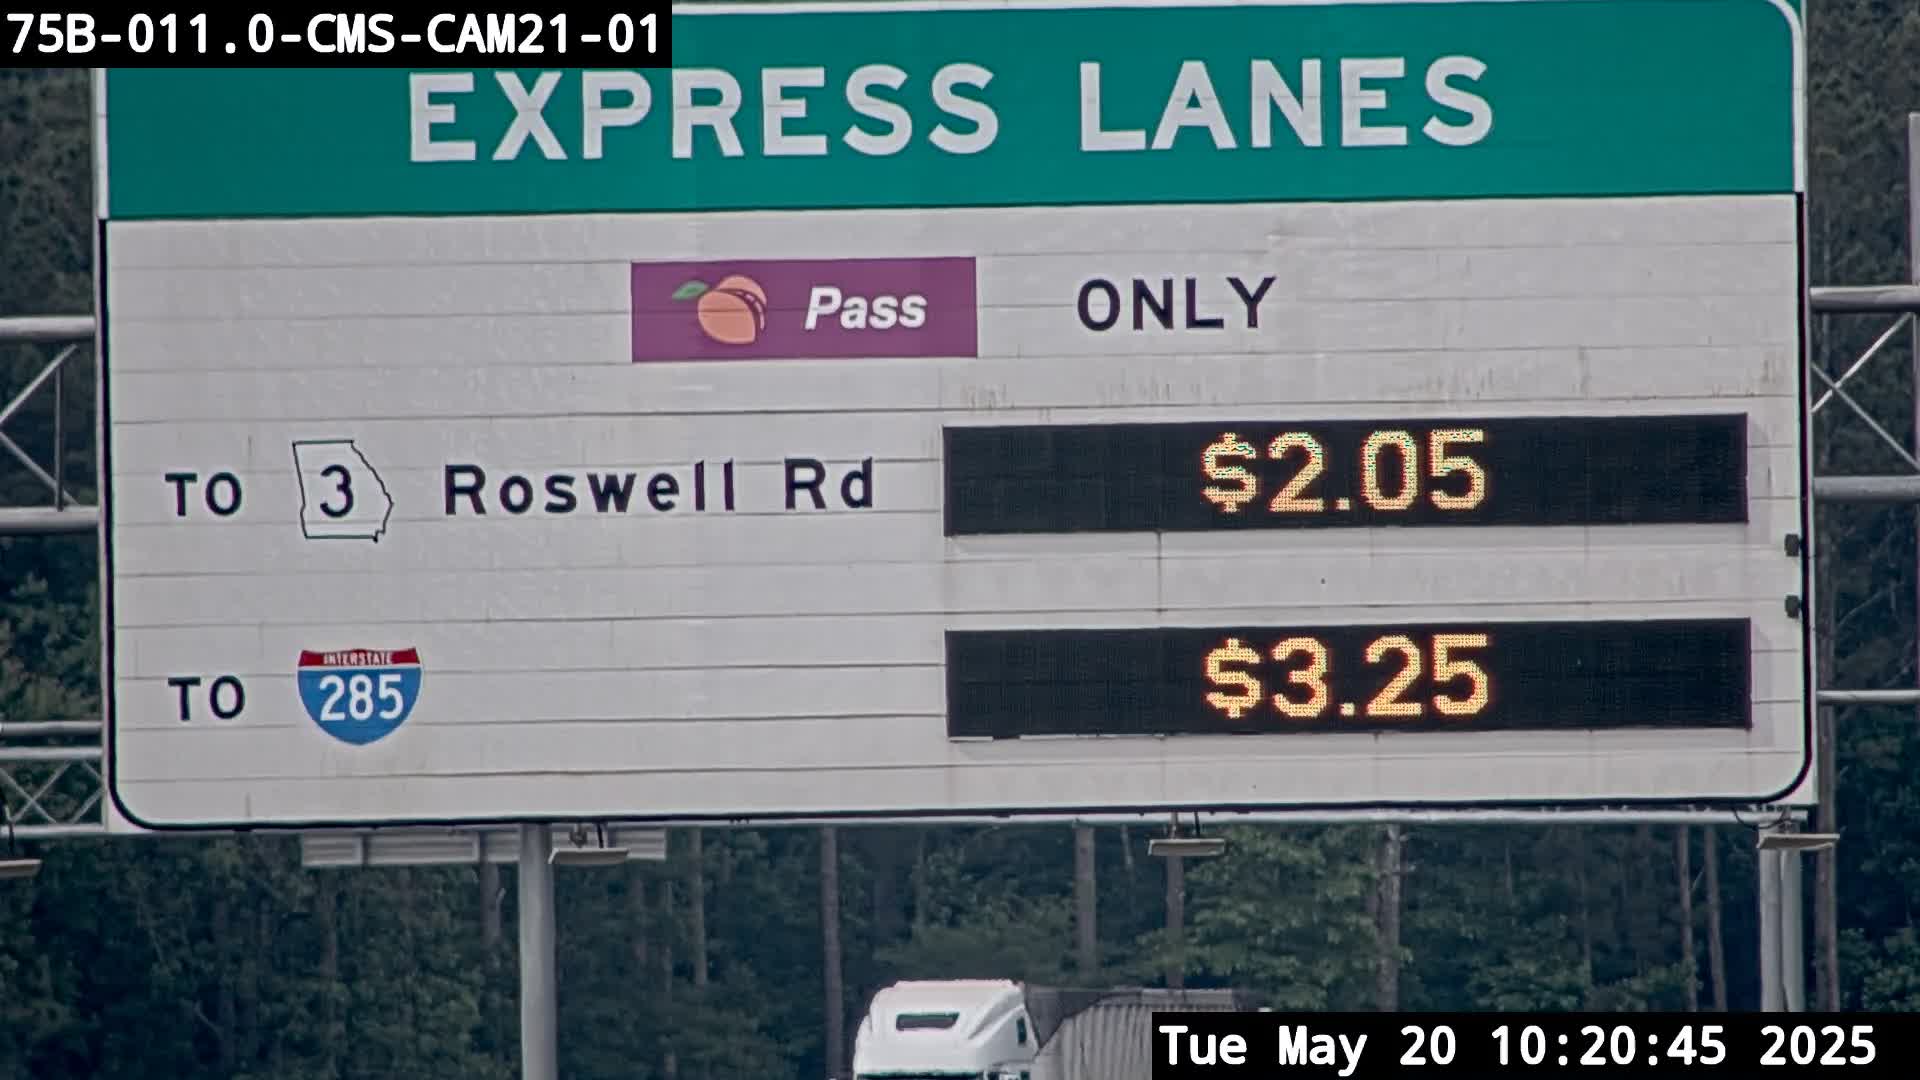 75B-011.0-CMS-CAM21-01
EXPRESS LANES
Pass ONLY
TO 3 Roswell Rd $2.05
INTERSTATE
TO 285 $3.25
Tue May 20 10:20:45 2025